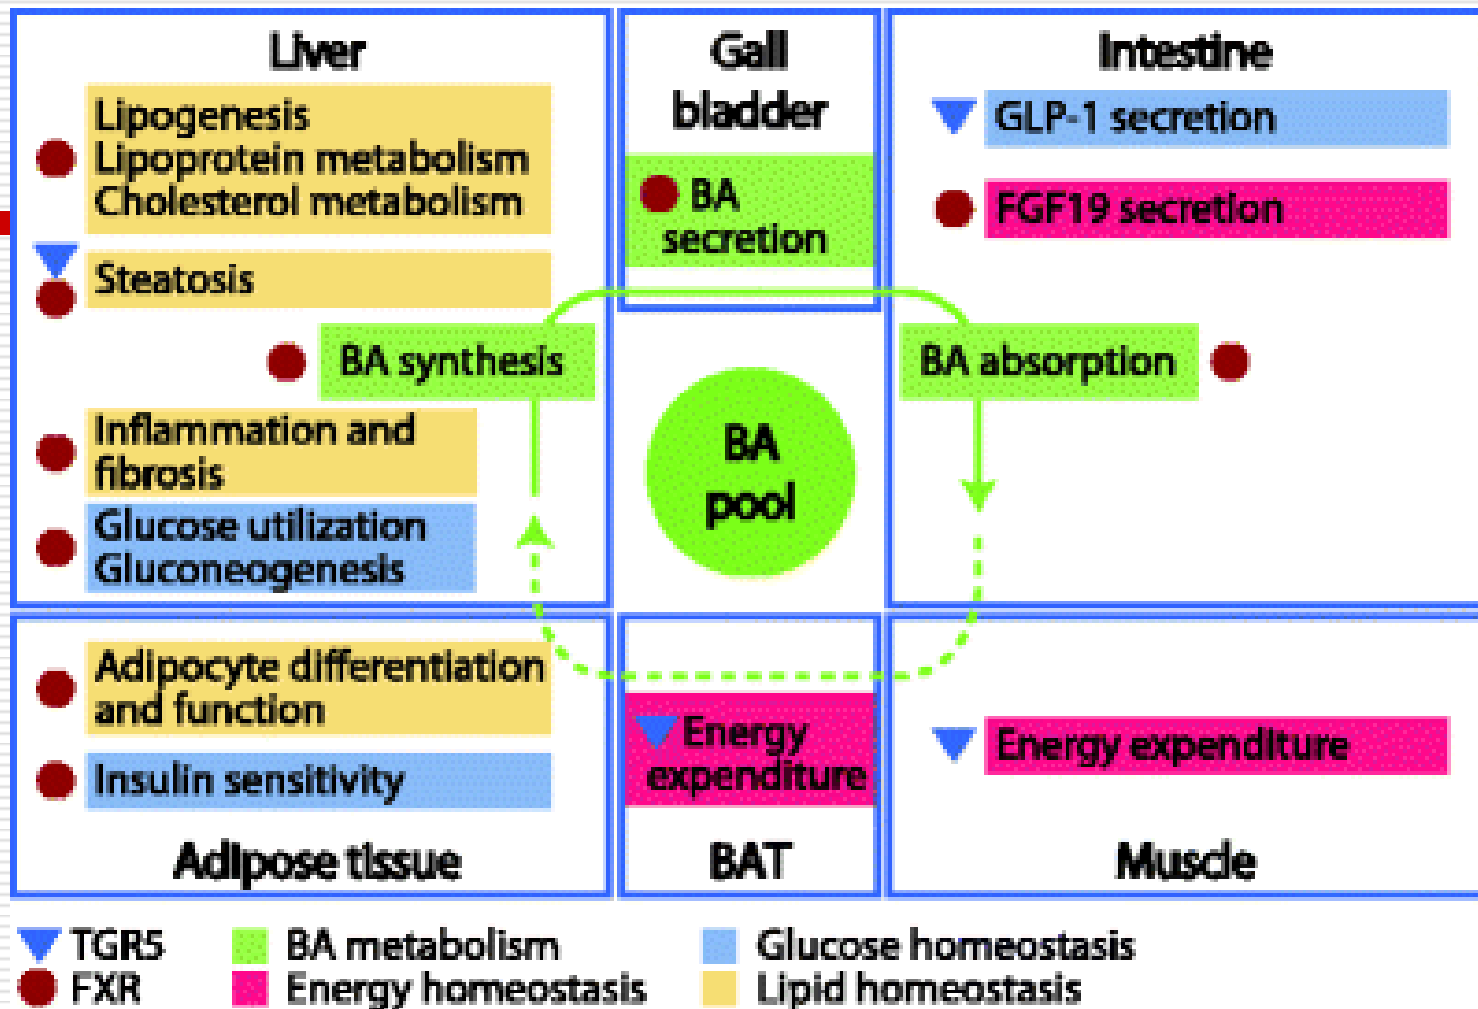 Liver
Lipogenesis
Lipoprotein metabolism
Cholesterol metabolism
Steatosis
BA synthesis
Inflammation and
fibrosis
Glucose utilization
Gluconeogenesis
Gall
bladder
BA
secretion
BA
pool
Intestine
GLP-1 secretion
FGF19 secretion
BA absorption
Adipocyte differentiation
and function
Insulin sensitivity
Adipose tissue
Energy
expenditure
BAT
Energy expenditure
Muscle
TGR5
FXR
BA metabolism
Energy homeostasis
Glucose homeostasis
Lipid homeostasis